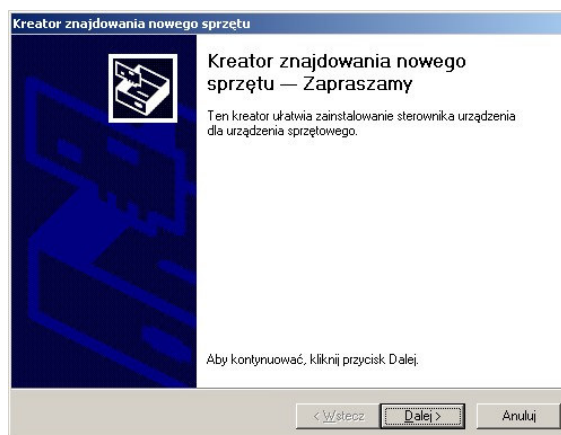 Kreator znajdowania nowego sprzętu
Kreator znajdowania nowego
sprzętu — Zapraszamy
Ten kreator ułatwia zainstalowanie sterownika urządzenia
dla urządzenia sprzętowego.
Aby kontynuować, kliknij przycisk Dalej.
< Wstecz Dalej > Anuluj